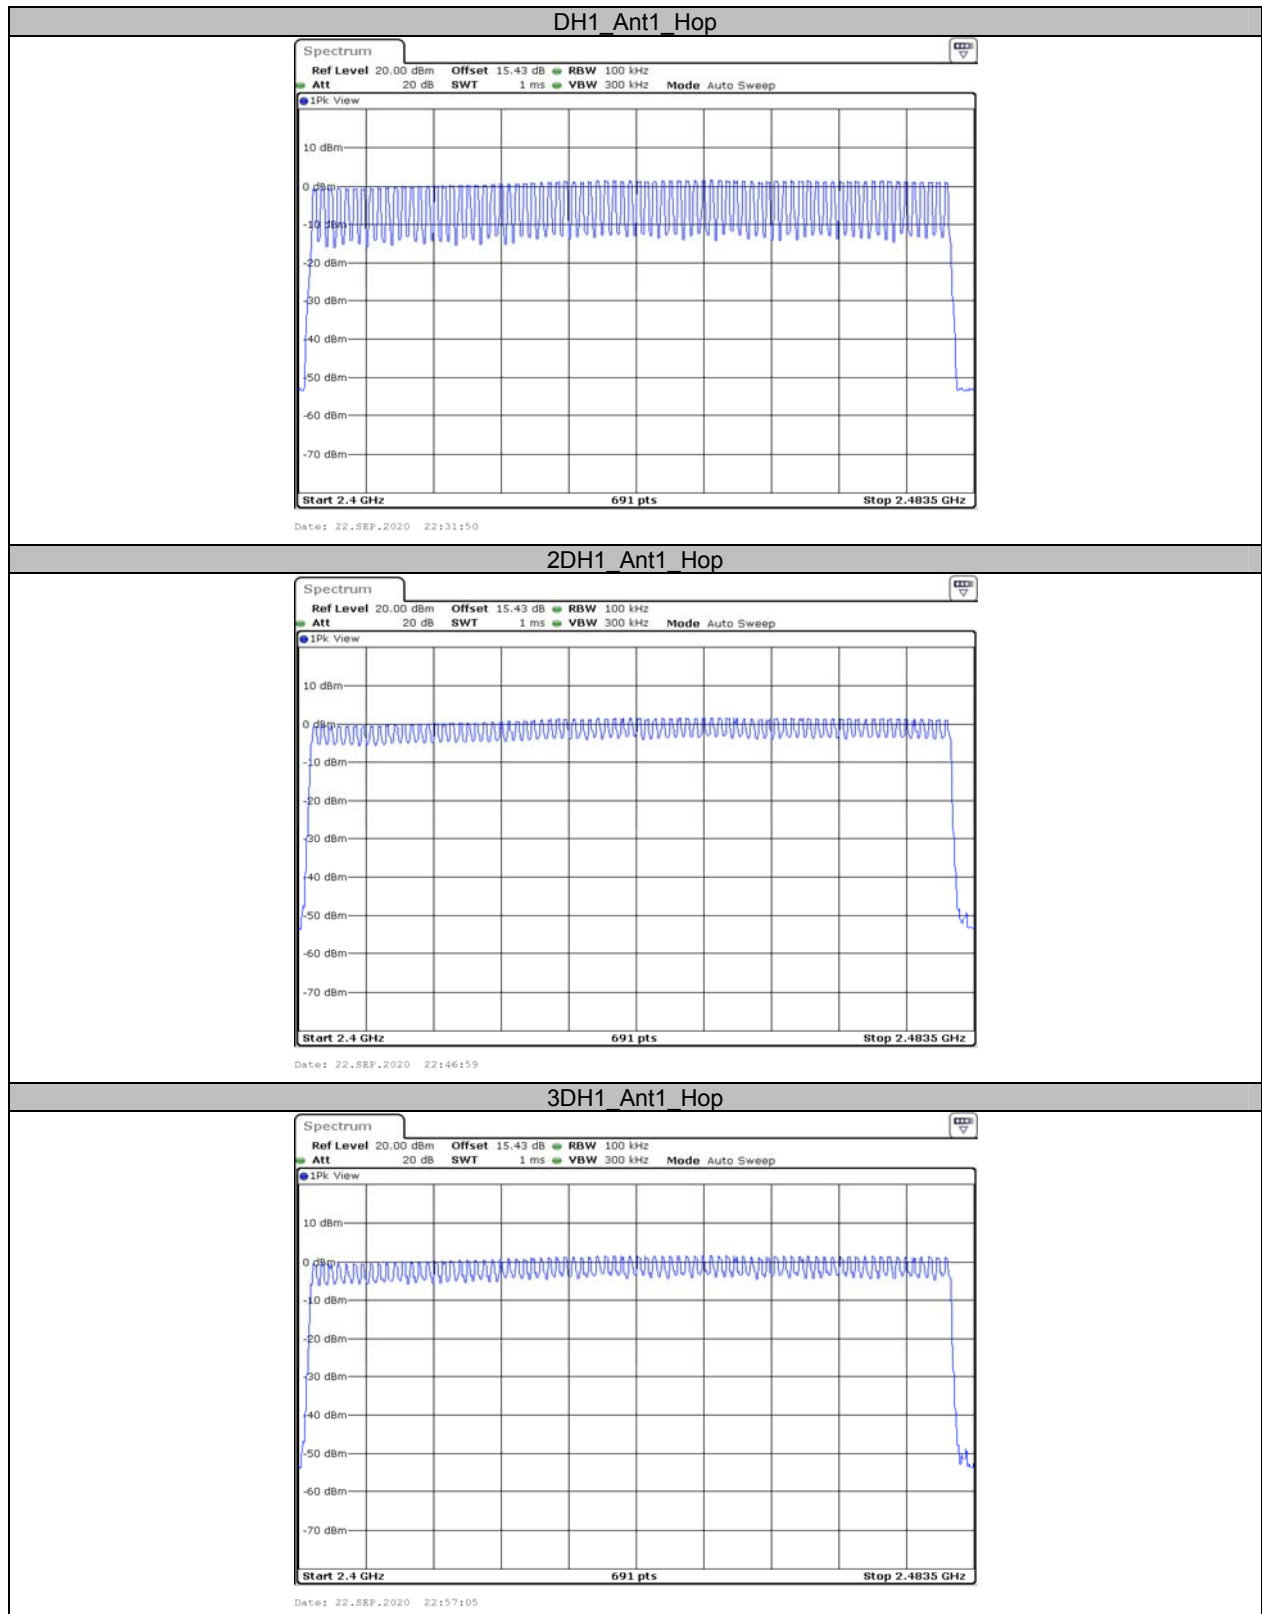 DH1_Ant1_Hop
Spectrum
Ref Level 20.00 dBm Offset 15.43 dB RBW 100 kHz
Att 20 dB SWT 1 ms VBW 300 kHz Mode Auto Sweep
1Pk View
10 dBm
0 dBm
-10 dBm
-20 dBm
-30 dBm
-40 dBm
-50 dBm
-60 dBm
-70 dBm
Start 2.4 GHz 691 pts Stop 2.4835 GHz
Date: 22.SEP.2020 22:31:50
2DH1_Ant1_Hop
Spectrum
Ref Level 20.00 dBm Offset 15.43 dB RBW 100 kHz
Att 20 dB SWT 1 ms VBW 300 kHz Mode Auto Sweep
1Pk View
10 dBm
0 dBm
-10 dBm
-20 dBm
-30 dBm
-40 dBm
-50 dBm
-60 dBm
-70 dBm
Start 2.4 GHz 691 pts Stop 2.4835 GHz
Date: 22.SEP.2020 22:46:59
3DH1_Ant1_Hop
Spectrum
Ref Level 20.00 dBm Offset 15.43 dB RBW 100 kHz
Att 20 dB SWT 1 ms VBW 300 kHz Mode Auto Sweep
1Pk View
10 dBm
0 dBm
-10 dBm
-20 dBm
-30 dBm
-40 dBm
-50 dBm
-60 dBm
-70 dBm
Start 2.4 GHz 691 pts Stop 2.4835 GHz
Date: 22.SEP.2020 22:57:05